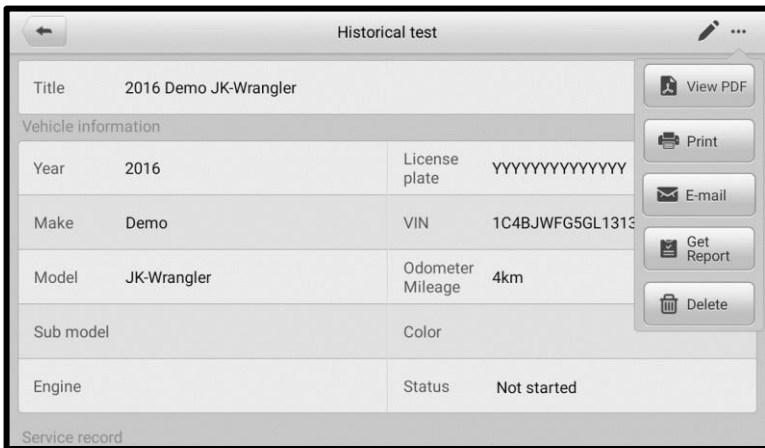 Historical test
Title 2016 Demo JK-Wrangler
View PDF
Vehicle information
Print
Year 2016 License plate YYYYYYYYYYYYYY
E-mail
Make Demo VIN 1C4BJWFG5GL1313
Get Report
Model JK-Wrangler Odometer Mileage 4km
Delete
Sub model Color
Engine Status Not started
Service record